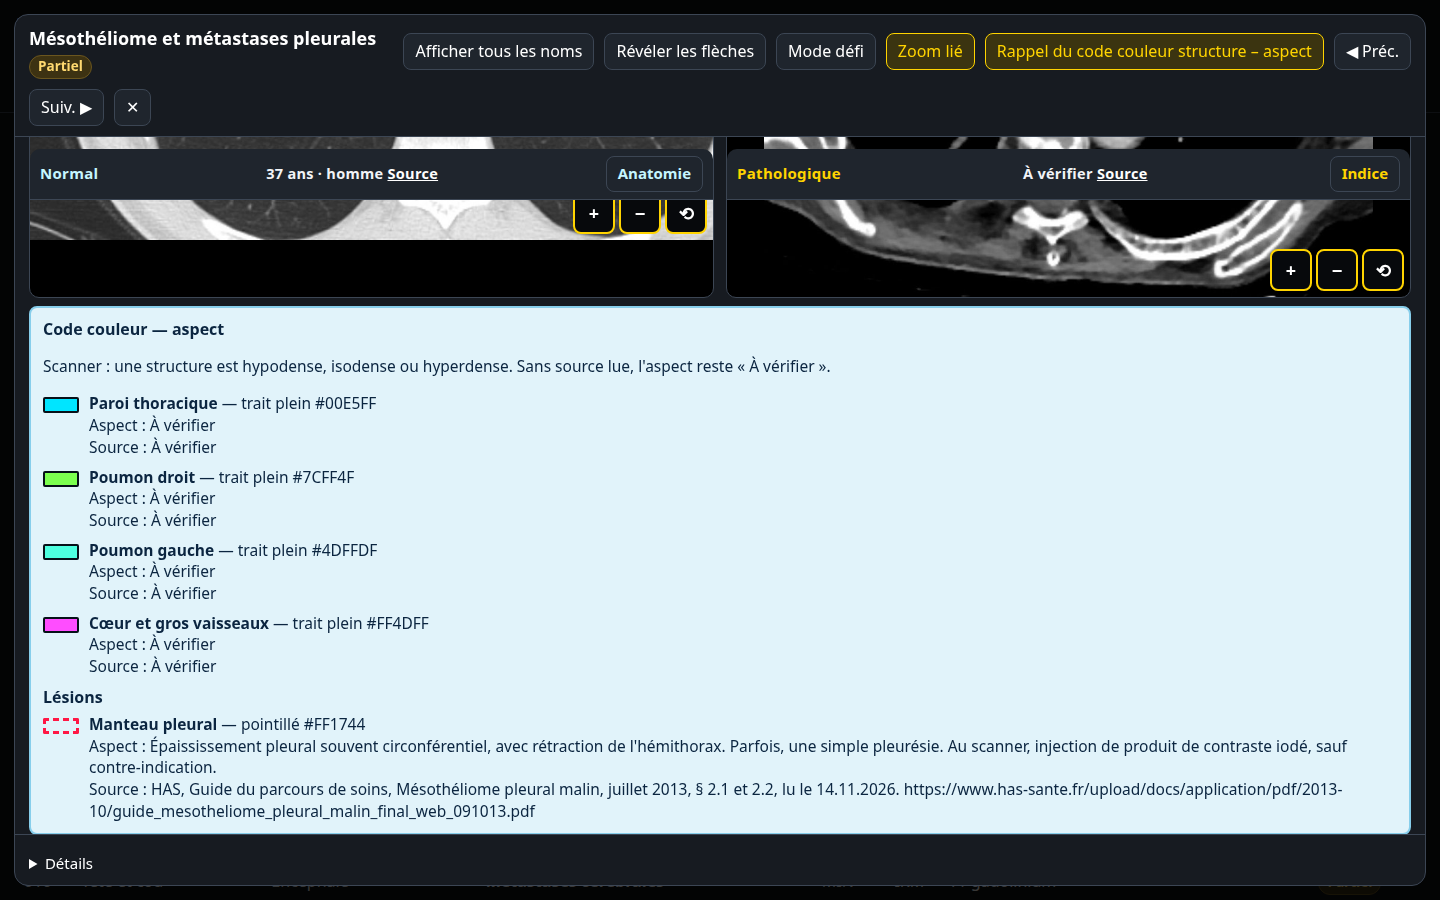 Mésothéliome et métastases pleurales
Partiel
Afficher tous les noms
Révéler les flèches
Mode défi
Zoom lié
Rappel du code couleur structure – aspect
◀ Préc.
Suiv. ▶
✕
Normal
37 ans · homme Source
Anatomie
Pathologique
À vérifier Source
Indice
+
−
⟲
+
−
⟲
Code couleur — aspect
Scanner : une structure est hypodense, isodense ou hyperdense. Sans source lue, l'aspect reste « À vérifier ».
Paroi thoracique — trait plein #00E5FF
Aspect : À vérifier
Source : À vérifier
Poumon droit — trait plein #7CFF4F
Aspect : À vérifier
Source : À vérifier
Poumon gauche — trait plein #4DFFDF
Aspect : À vérifier
Source : À vérifier
Cœur et gros vaisseaux — trait plein #FF4DFF
Aspect : À vérifier
Source : À vérifier
Lésions
Manteau pleural — pointillé #FF1744
Aspect : Épaississement pleural souvent circonférentiel, avec rétraction de l'hémithorax. Parfois, une simple pleurésie. Au scanner, injection de produit de contraste iodé, sauf
contre-indication.
Source : HAS, Guide du parcours de soins, Mésothéliome pleural malin, juillet 2013, § 2.1 et 2.2, lu le 14.11.2026. https://www.has-sante.fr/upload/docs/application/pdf/2013-
10/guide_mesotheliome_pleural_malin_final_web_091013.pdf
▶ Détails